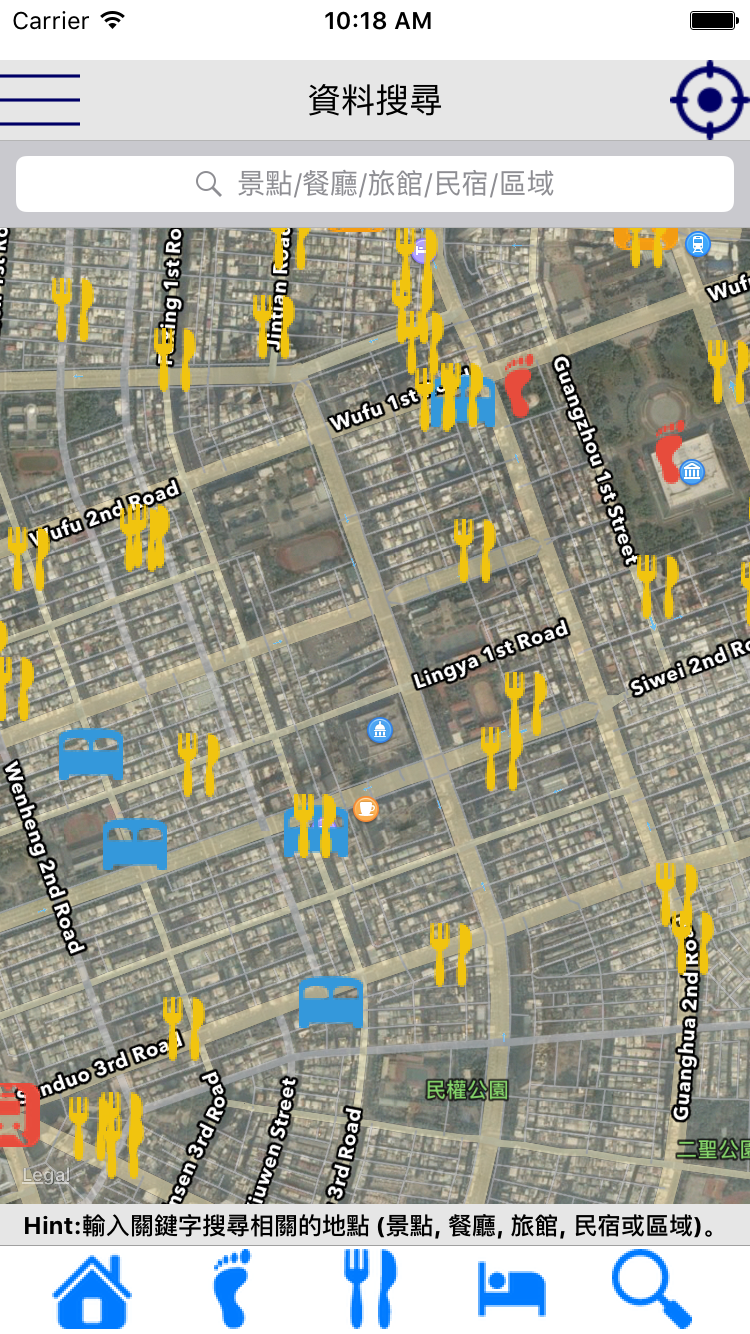 Carrier 10:18 AM
資料搜尋
景點/餐廳/旅館/民宿/區域
Jintian Road
Wufu 1st
Guangzhou 1st Street
Wufu 2nd Road
Lingya 1st Road
Siwei 2nd
Wenheng 2nd Road
Guanghua 2nd
3rd Road
民權公園
3rd Road
Street
3rd Road
二聖公園
Legal
Hint:輸入關鍵字搜尋相關的地點 (景點, 餐廳, 旅館, 民宿或區域)。